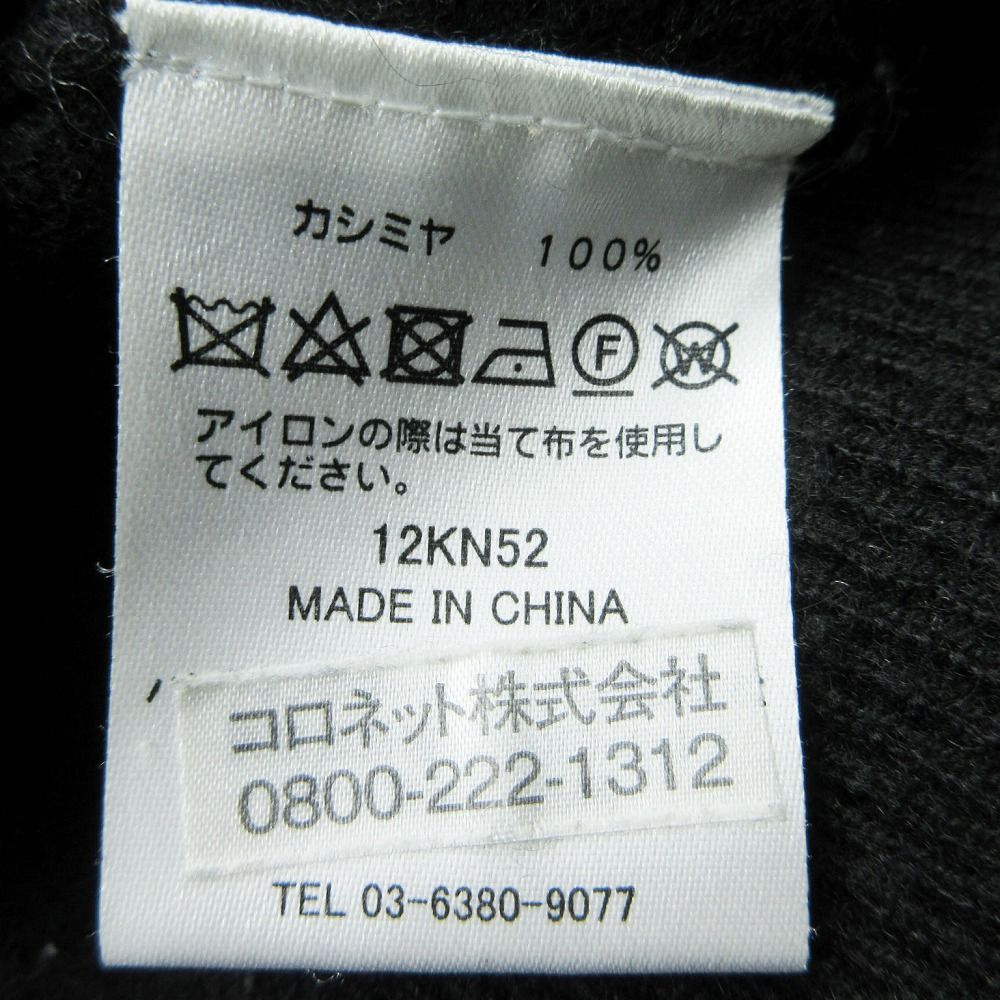 カシミヤ 100%
F W
アイロンの際は当て布を使用し
てください。
12KN52
MADE IN CHINA
コロネット株式会社
0800-222-1312
TEL 03-6380-9077